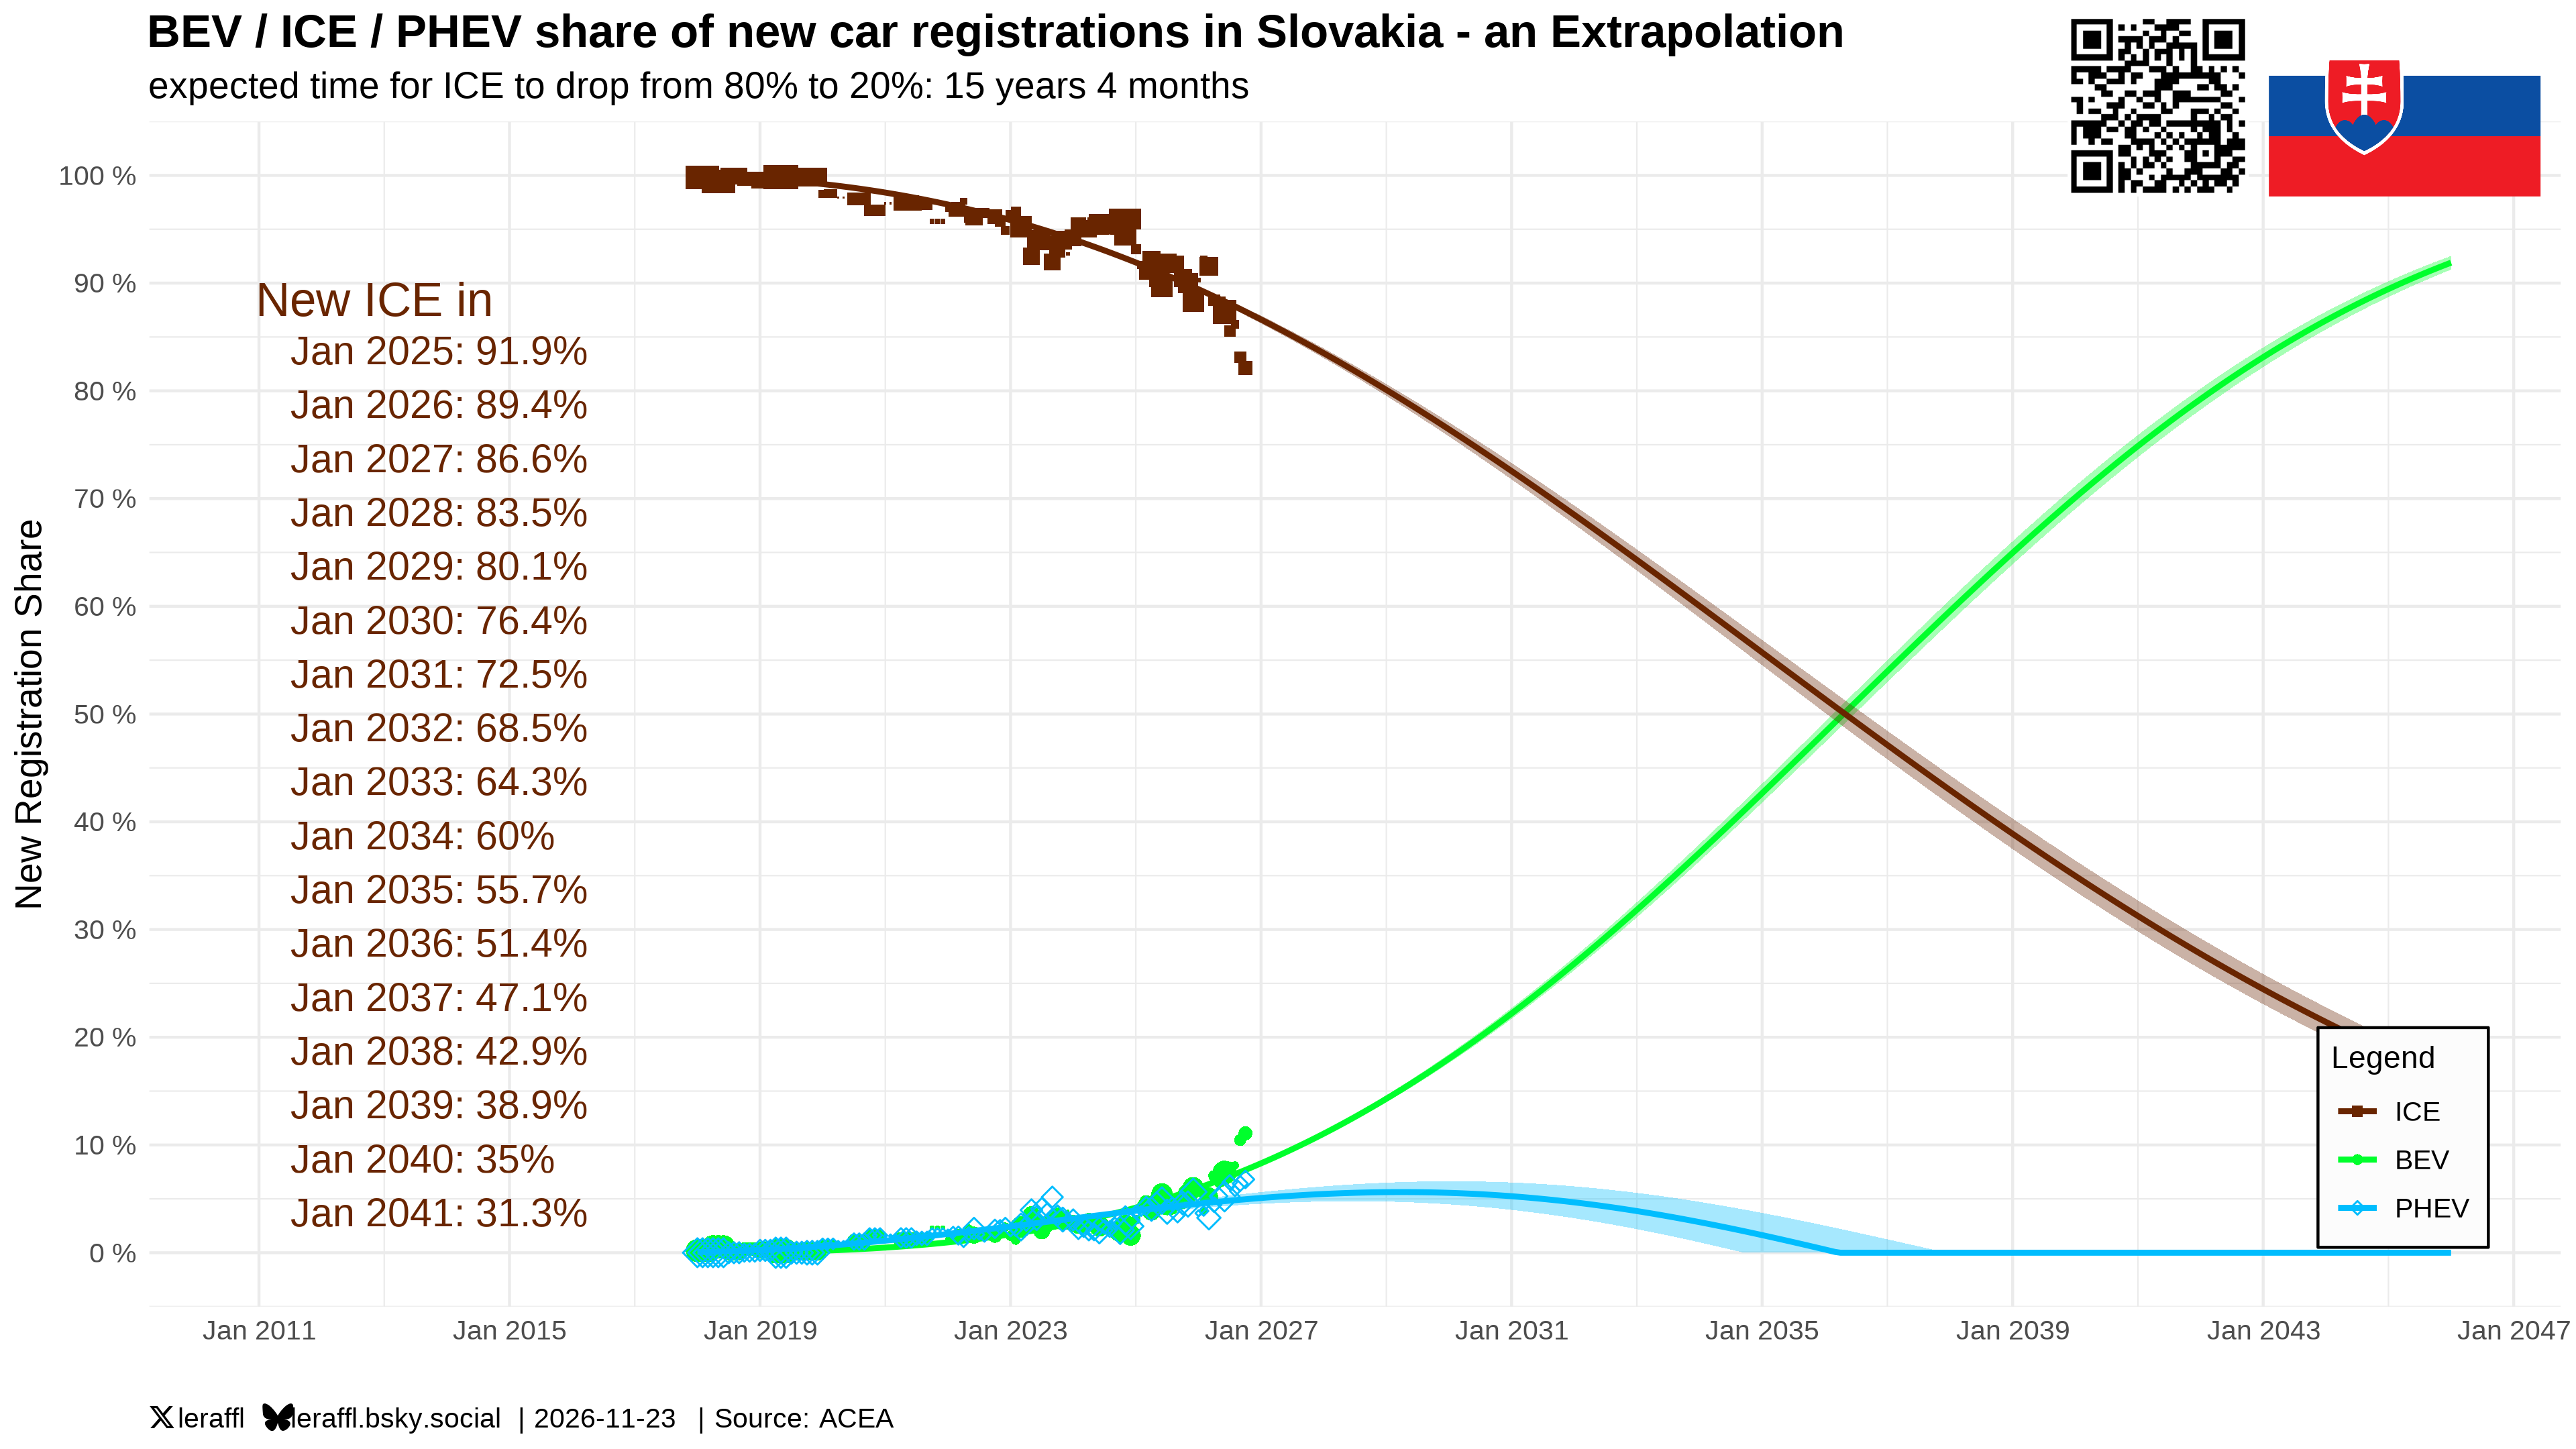 BEV / ICE / PHEV share of new car registrations in Slovakia - an Extrapolation
expected time for ICE to drop from 80% to 20%: 15 years 4 months
New Registration Share
100 %
90 %
80 %
70 %
60 %
50 %
40 %
30 %
20 %
10 %
0 %
New ICE in
Jan 2025: 91.9%
Jan 2026: 89.4%
Jan 2027: 86.6%
Jan 2028: 83.5%
Jan 2029: 80.1%
Jan 2030: 76.4%
Jan 2031: 72.5%
Jan 2032: 68.5%
Jan 2033: 64.3%
Jan 2034: 60%
Jan 2035: 55.7%
Jan 2036: 51.4%
Jan 2037: 47.1%
Jan 2038: 42.9%
Jan 2039: 38.9%
Jan 2040: 35%
Jan 2041: 31.3%
Legend
ICE
BEV
PHEV
Jan 2011 Jan 2015 Jan 2019 Jan 2023 Jan 2027 Jan 2031 Jan 2035 Jan 2039 Jan 2043 Jan 2047
leraffl leraffl.bsky.social | 2026-11-23 | Source: ACEA